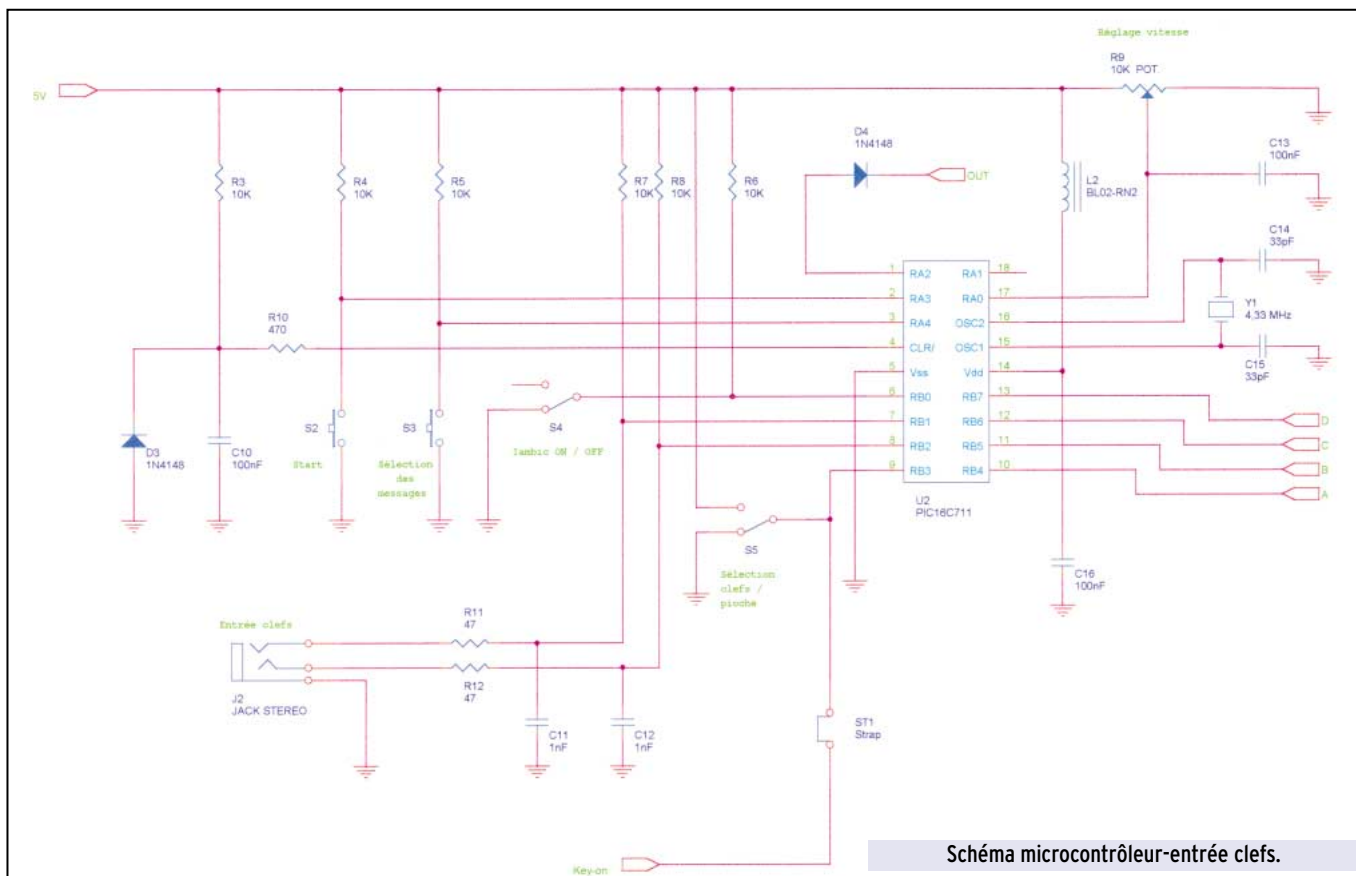 Réglage vitesse
R9
10K POT.
5V
D4
1N4148
OUT
C13
100nF
R3
10K
R4
10K
R5
10K
R7
10K
R8
10K
R6
10K
L2
BL02-RN2
C14
33pF
Y1
4,33 MHz
C15
33pF
1 RA2 RA1 18
2 RA3 RA0 17
3 RA4 OSC2 16
4 CLR/ OSC1 15
5 Vss Vdd 14
6 RB0 RB7 13
7 RB1 RB6 12
8 RB2 RB5 11
9 RB3 RB4 10
U2
PIC16C711
D
C
B
A
R10
470
D3
1N4148
C10
100nF
S2
Start
S3
Sélection
des
messages
S4
Iambic ON / OFF
S5
Sélection
clefs /
pioche
C16
100nF
Entrée clefs
J2
JACK STEREO
R11
47
R12
47
C11
1nF
C12
1nF
ST1
Strap
Key-on
Schéma microcontrôleur-entrée clefs.